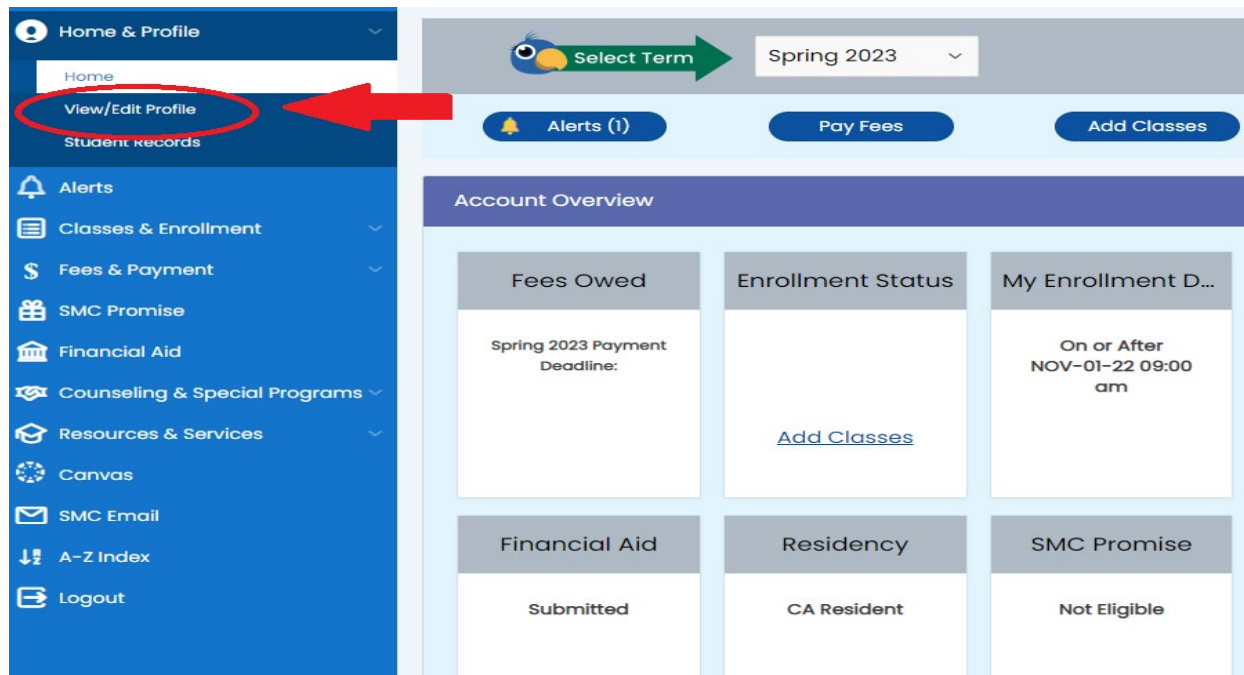 Home & Profile
Home
View/Edit Profile
Student Records
Alerts
Classes & Enrollment
$ Fees & Payment
SMC Promise
Financial Aid
Counseling & Special Programs
Resources & Services
Canvas
SMC Email
A-Z Index
Logout
Select Term
Spring 2023
Alerts (1)
Pay Fees
Add Classes
Account Overview
Fees Owed
Spring 2023 Payment
Deadline:
Enrollment Status
Add Classes
My Enrollment D...
On or After
NOV-01-22 09:00
am
Financial Aid
Submitted
Residency
CA Resident
SMC Promise
Not Eligible